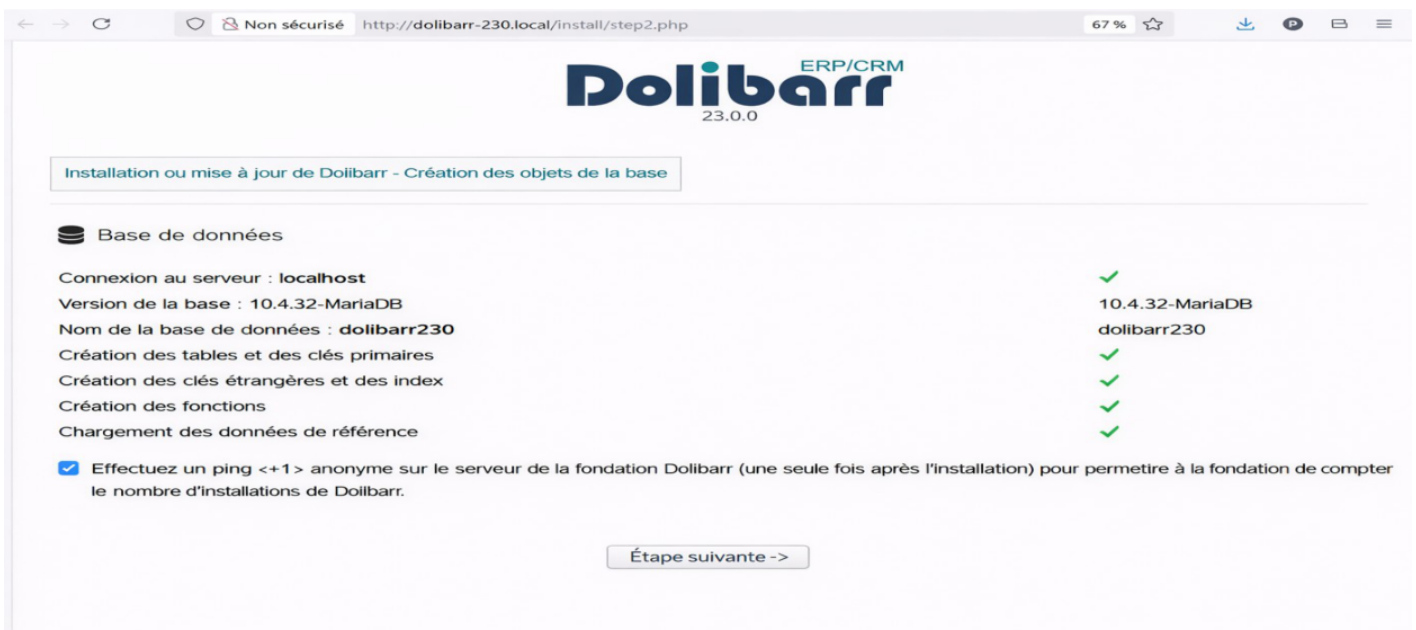 Non sécurisé http://dolibarr-230.local/install/step2.php 67 %
P
Dolibarr ERP/CRM
23.0.0
Installation ou mise à jour de Doiibarr - Création des objets de la base
Base de données
Connexion au serveur : localhost
Version de la base : 10.4.32-MariaDB 10.4.32-MariaDB
Nom de la base de données : dolibarr230 dolibarr230
Création des tables et des clés primaires
Création des clés étrangères et des index
Création des fonctions
Chargement des données de référence
Effectuez un ping <+1> anonyme sur le serveur de la fondation Dolibarr (une seule fois après l'installation) pour permetire à la fondation de compter
le nombre d'installations de Doilbarr.
Étape suivante ->